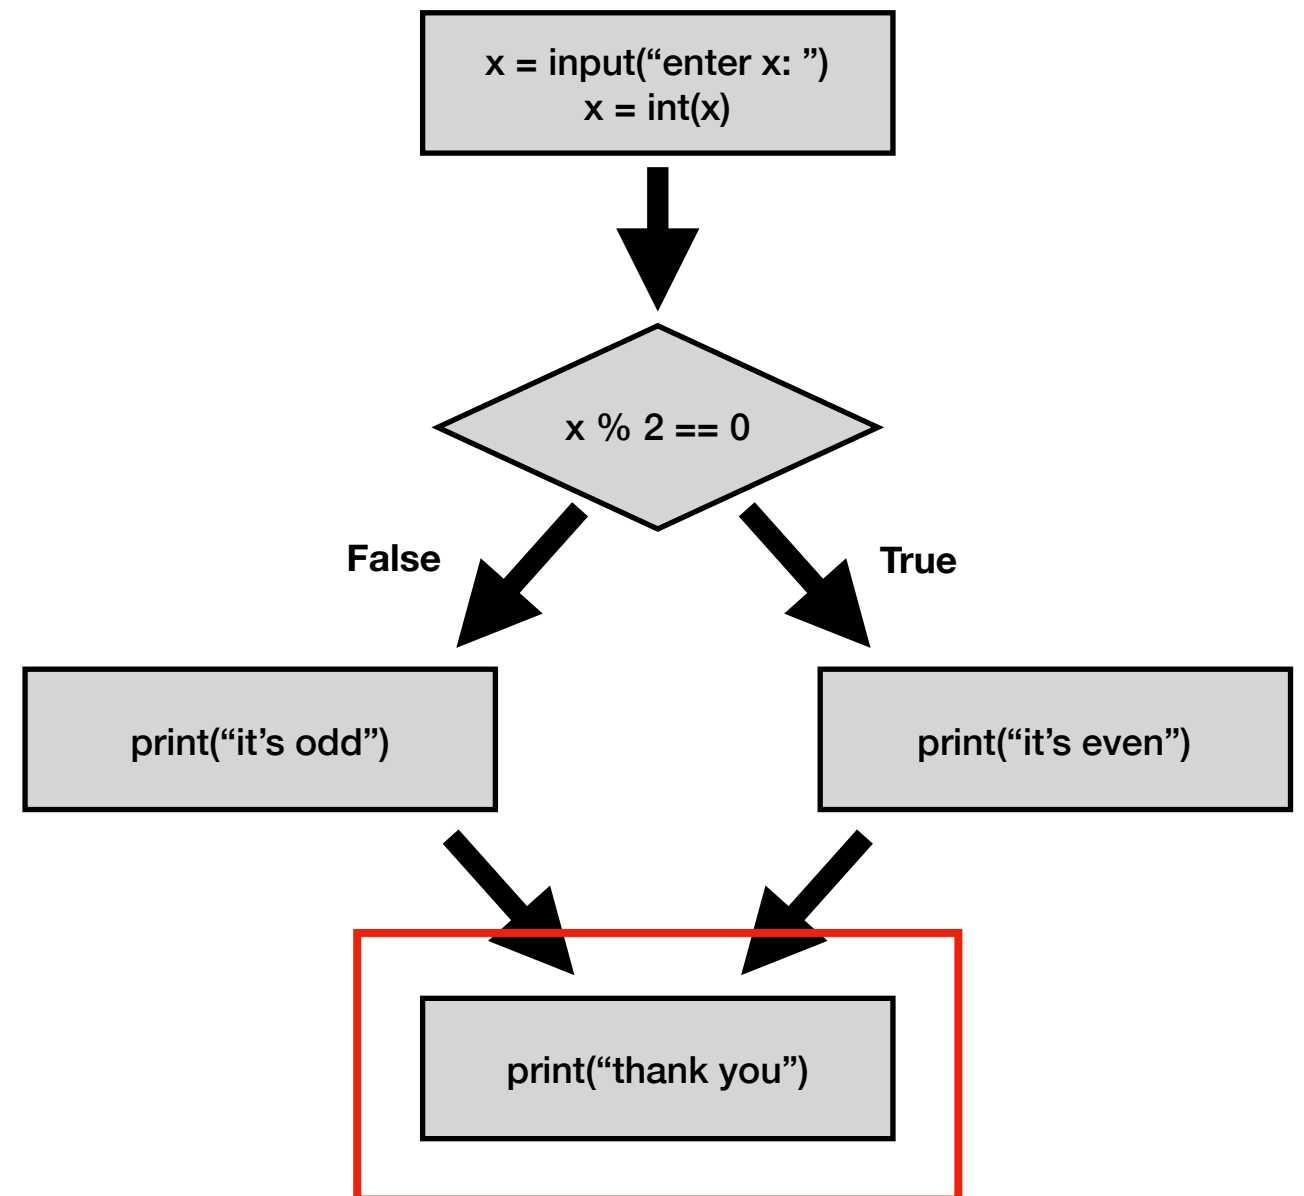 x = input(“enter x: ”)
x = int(x)
x % 2 == 0
False
True
print(“it’s odd”)
print(“it’s even”)
print(“thank you”)